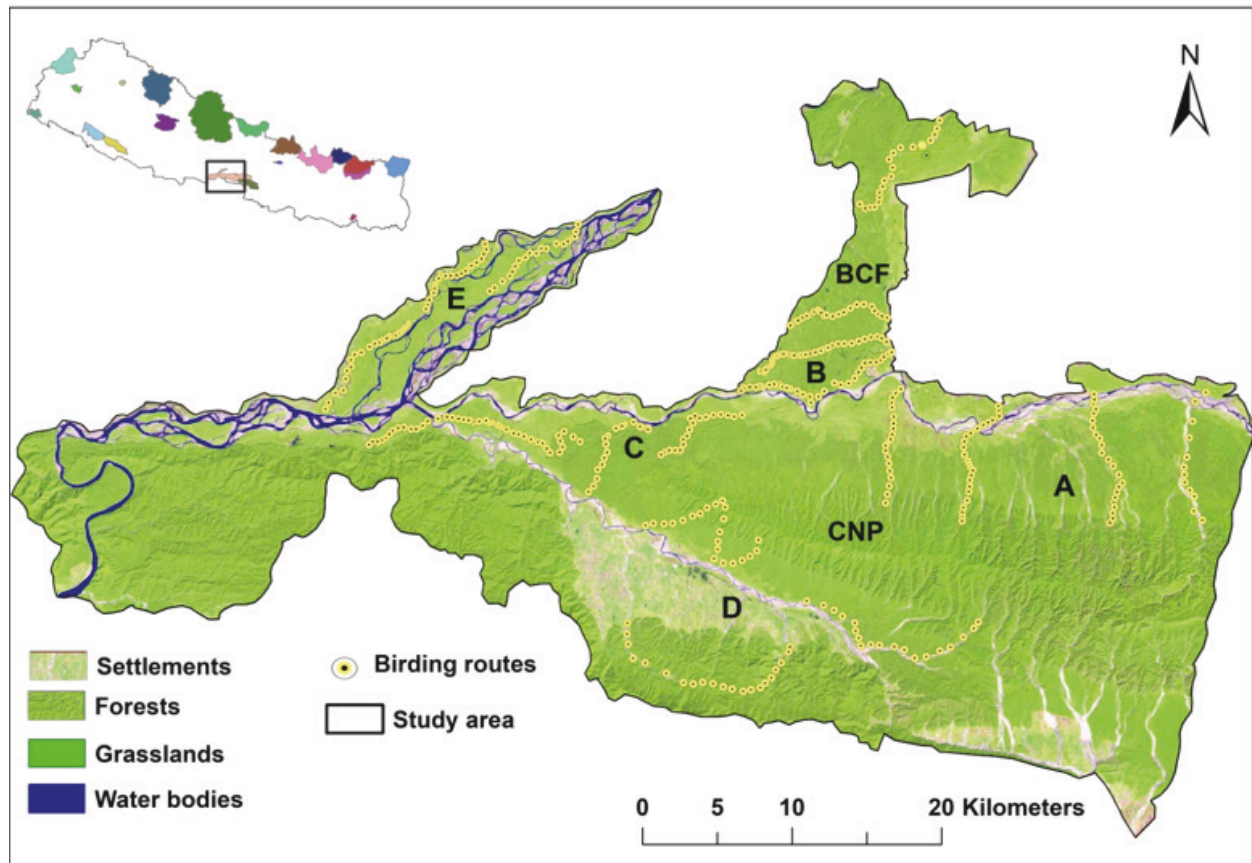 N
BCF
E
B
C
A
CNP
D
Settlements
Forests
Grasslands
Water bodies
Birding routes
Study area
0 5 10 20 Kilometers